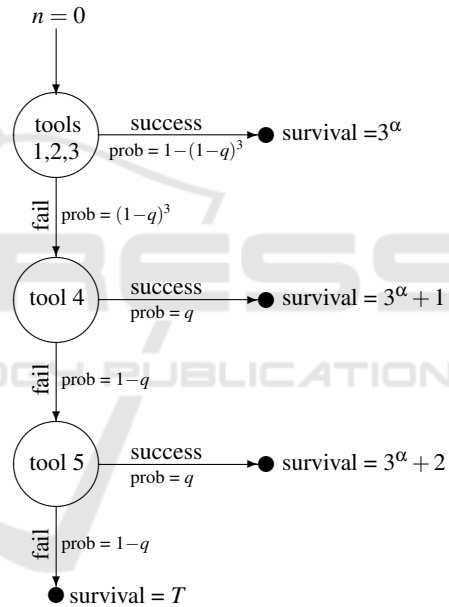 n = 0
tools
1,2,3
success
prob = 1−(1−q)³
survival =3^α
fail
prob = (1−q)³
tool 4
success
prob = q
survival = 3^α + 1
fail
prob = 1−q
tool 5
success
prob = q
survival = 3^α + 2
fail
prob = 1−q
survival = T